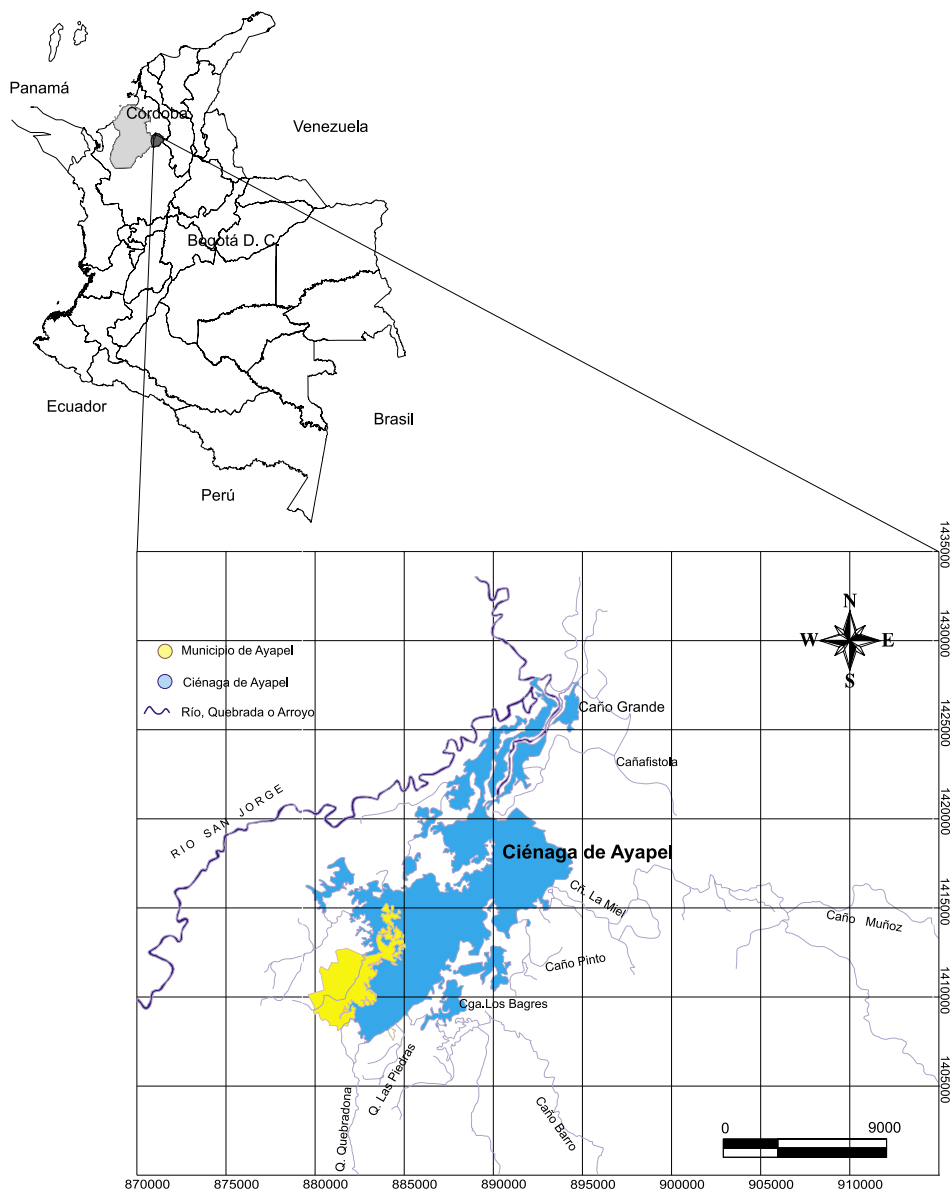 Panamá
Córdoba
Venezuela
Bogotá D. C.
Ecuador
Brasil
Perú
1435000
N
W E
S
1430000
Municipio de Ayapel
Ciénaga de Ayapel
Río, Quebrada o Arroyo
Caño Grande
1425000
Cañafistola
RIO SAN JORGE
1420000
Ciénaga de Ayapel
Cñ. La Miel
1415000
Caño Muñoz
Caño Pinto
1410000
Cga.Los Bagres
Q. Las Piedras
1405000
Q. Quebradona
Caño Barro
0 9000
870000 875000 880000 885000 890000 895000 900000 905000 910000